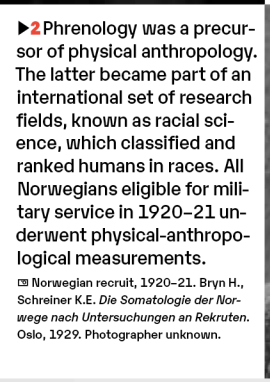 ▶2 Phrenology was a precur-
sor of physical anthropology.
The latter became part of an
international set of research
fields, known as racial sci-
ence, which classified and
ranked humans in races. All
Norwegians eligible for mili-
tary service in 1920–21 un-
derwent physical-anthropo-
logical measurements.
Norwegian recruit, 1920–21. Bryn H.,
Schreiner K.E. Die Somatologie der Nor-
wege nach Untersuchungen an Rekruten.
Oslo, 1929. Photographer unknown.